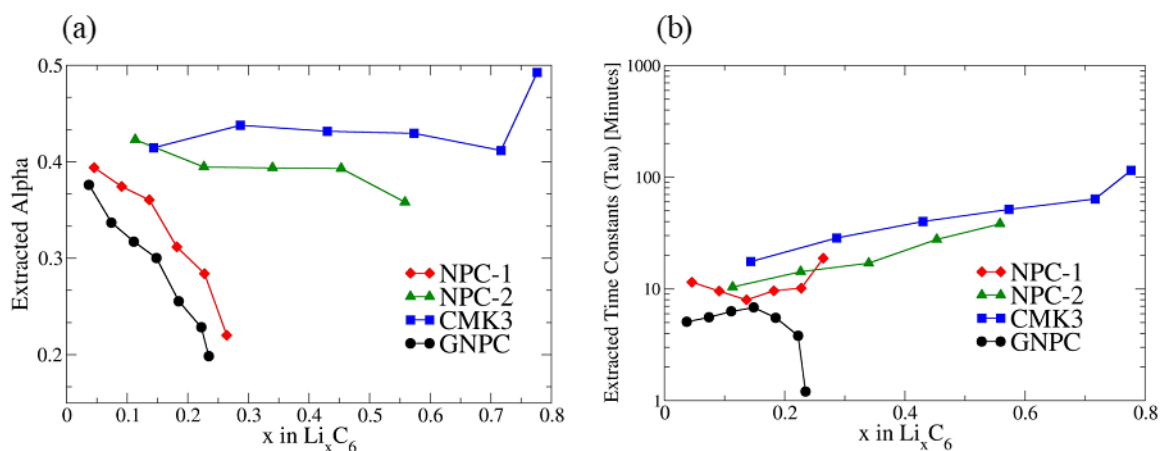 (a)
0.5
0.4
0.3
0.2
Extracted Alpha
0 0.1 0.2 0.3 0.4 0.5 0.6 0.7 0.8
x in LiₓC₆
NPC-1
NPC-2
CMK3
GNPC
(b)
1000
100
10
1
Extracted Time Constants (Tau) [Minutes]
0 0.2 0.4 0.6 0.8
x in LiₓC₆
NPC-1
NPC-2
CMK3
GNPC